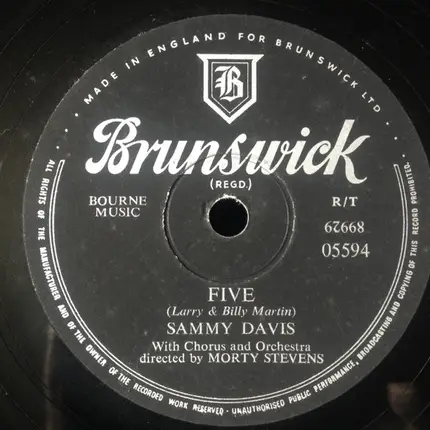 · MADE IN ENGLAND FOR BRUNSWICK LTD ·
B
Brunswick
(REGD.)
BOURNE
MUSIC
R/T
67668
05594
FIVE
(Larry & Billy Martin)
SAMMY DAVIS
With Chorus and Orchestra
directed by MORTY STEVENS
ALL RIGHTS OF THE MANUFACTURER AND OF THE OWNER OF THE RECORDED WORK RESERVED · UNAUTHORISED PUBLIC PERFORMANCE, BROADCASTING AND COPYING OF THIS RECORD PROHIBITED.